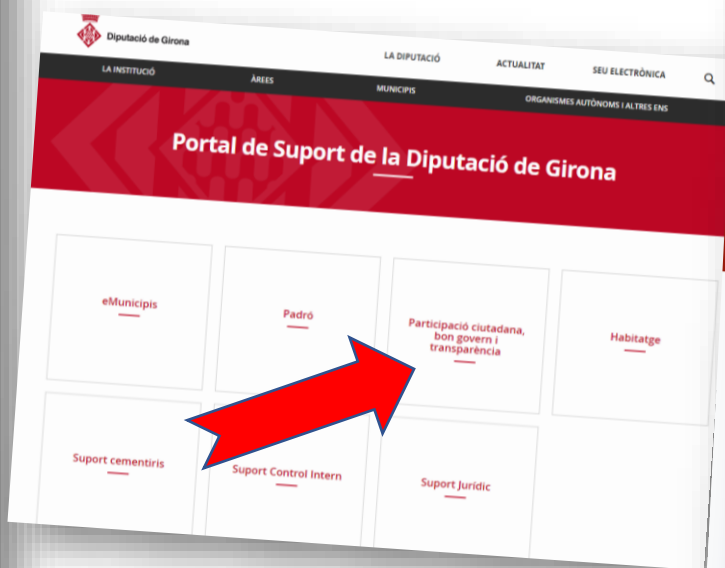 Diputació de Girona
LA DIPUTACIÓ
ACTUALITAT
SEU ELECTRÒNICA
LA INSTITUCIÓ
ÀREES
MUNICIPIS
ORGANISMES AUTÒNOMS I ALTRES ENS
Portal de Suport de la Diputació de Girona
eMunicipis
Padró
Participació ciutadana,
bon govern i
transparència
Habitatge
Suport cementiris
Suport Control Intern
Suport Jurídic